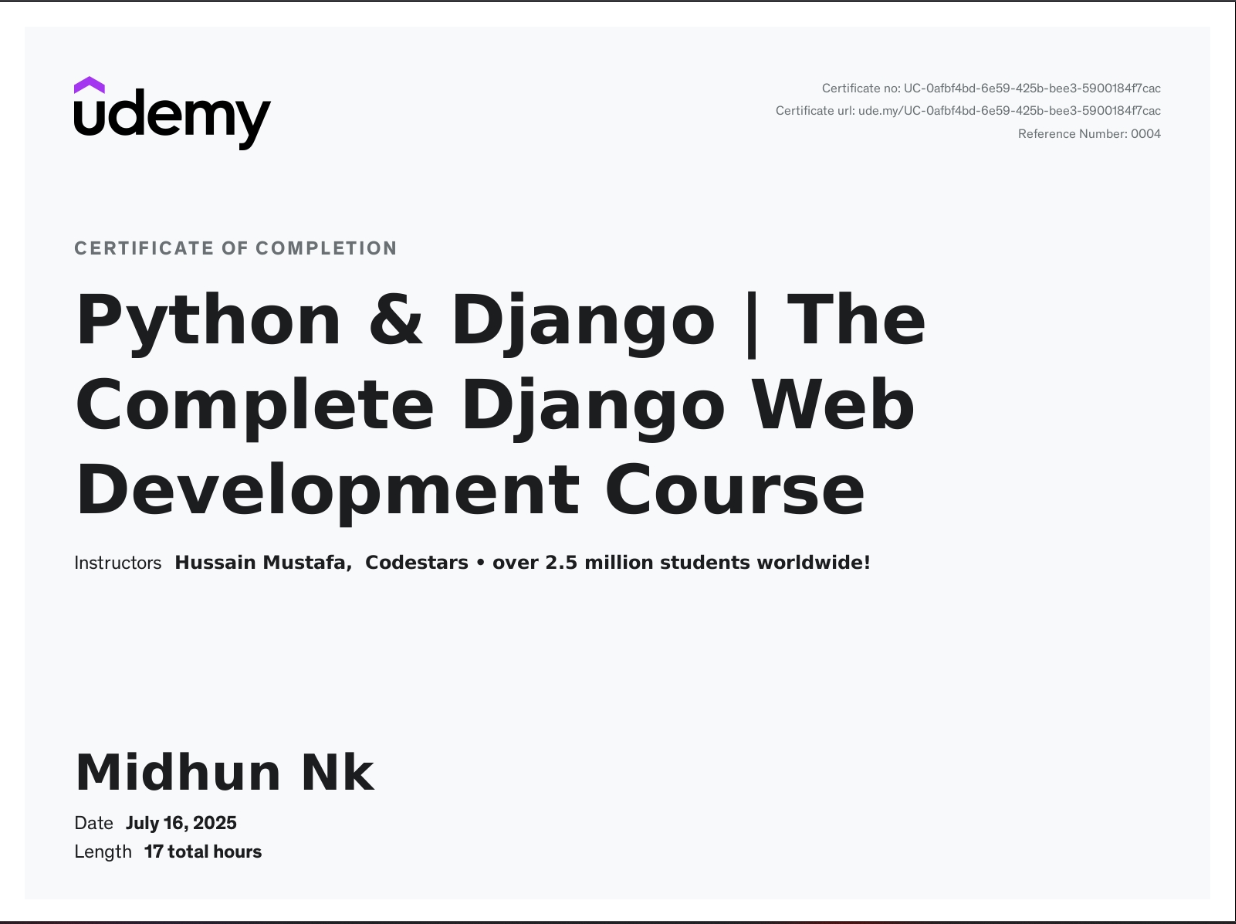 udemy
Certificate no: UC-0afbf4bd-6e59-425b-bee3-5900184f7cac
Certificate url: ude.my/UC-0afbf4bd-6e59-425b-bee3-5900184f7cac
Reference Number: 0004
CERTIFICATE OF COMPLETION
Python & Django | The
Complete Django Web
Development Course
Instructors Hussain Mustafa, Codestars • over 2.5 million students worldwide!
Midhun Nk
Date July 16, 2025
Length 17 total hours